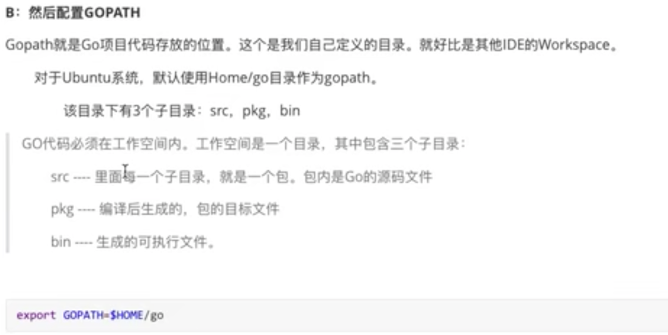 B：然后配置GOPATH
Gopath就是Go项目代码存放的位置。这个是我们自己定义的目录。就好比是其他IDE的Workspace。
对于Ubuntu系统，默认使用Home/go目录作为gopath。
该目录下有3个子目录：src，pkg，bin
GO代码必须在工作空间内。工作空间是一个目录，其中包含三个子目录：
src ---- 里面每一个子目录，就是一个包。包内是Go的源码文件
pkg ---- 编译后生成的，包的目标文件
bin ---- 生成的可执行文件。
export GOPATH=$HOME/go